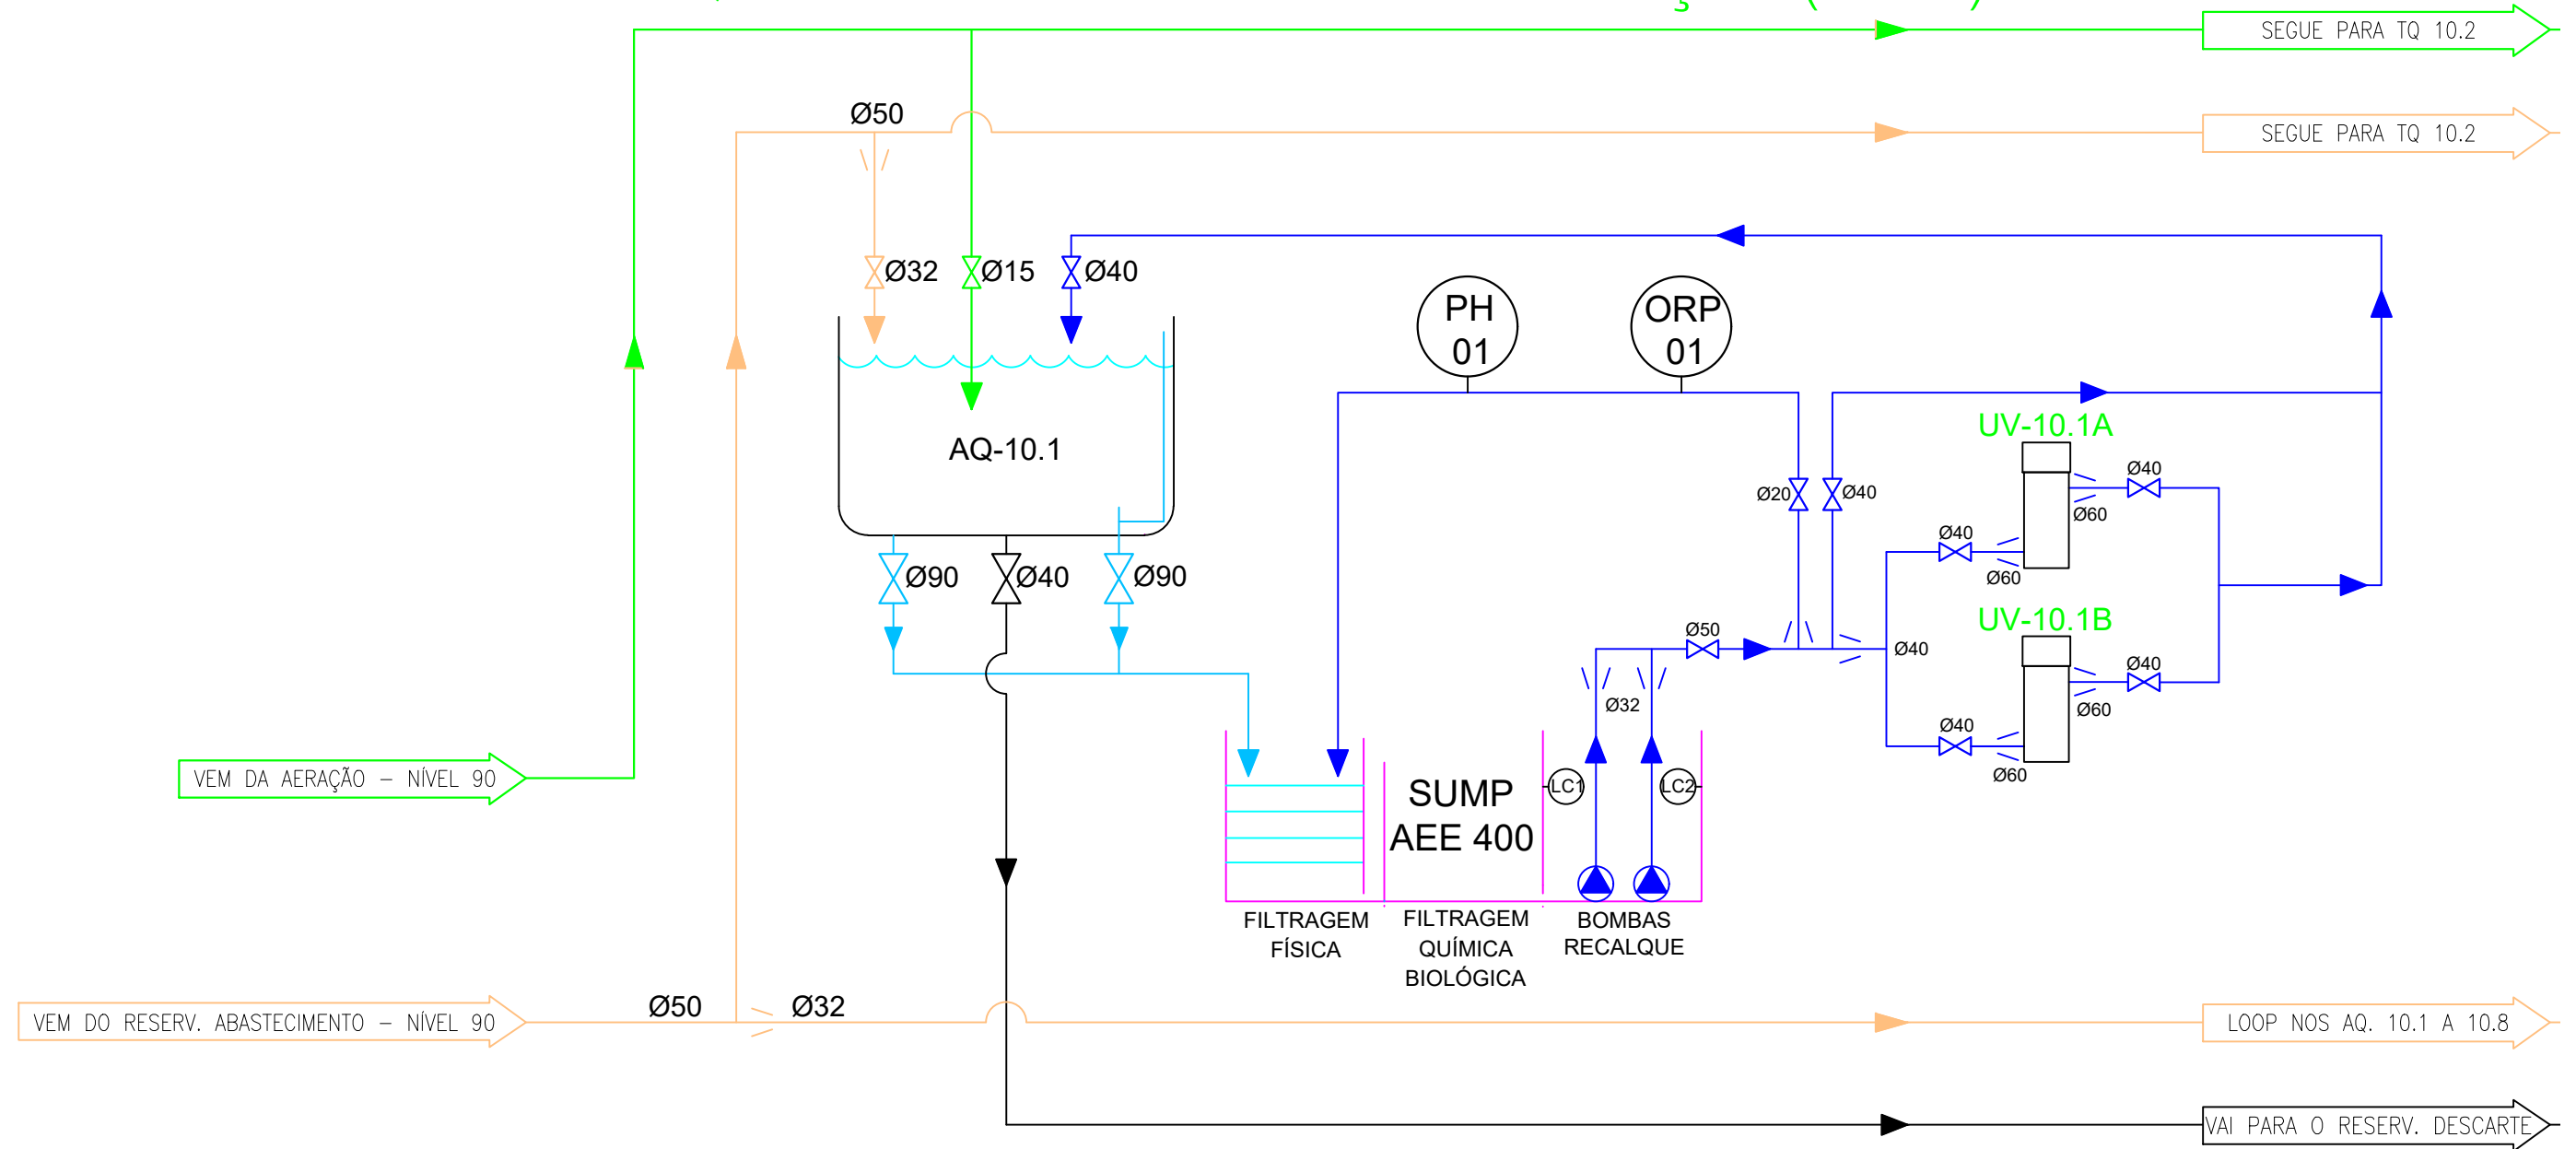 SEGUE PARA TQ 10.2
Ø50
SEGUE PARA TQ 10.2
Ø32
Ø15
Ø40
PH
01
ORP
01
AQ-10.1
UV-10.1A
Ø40
Ø60
Ø20
Ø40
Ø40
Ø60
Ø90
Ø40
Ø90
UV-10.1B
Ø50
Ø40
Ø40
Ø60
Ø32
Ø40
Ø60
VEM DA AERAÇÃO – NÍVEL 90
SUMP
AEE 400
LC1
LC2
FILTRAGEM
FÍSICA
FILTRAGEM
QUÍMICA
BIOLÓGICA
BOMBAS
RECALQUE
VEM DO RESERV. ABASTECIMENTO – NÍVEL 90
Ø50
Ø32
LOOP NOS AQ. 10.1 A 10.8
VAI PARA O RESERV. DESCARTE